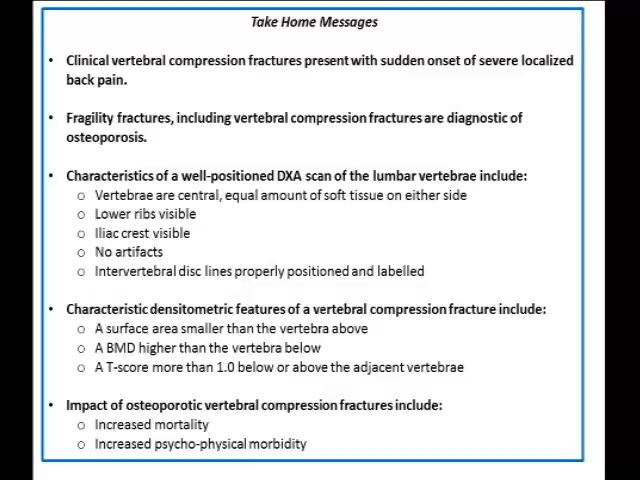 Take Home Messages
• Clinical vertebral compression fractures present with sudden onset of severe localized
back pain.
• Fragility fractures, including vertebral compression fractures are diagnostic of
osteoporosis.
• Characteristics of a well-positioned DXA scan of the lumbar vertebrae include:
o Vertebrae are central, equal amount of soft tissue on either side
o Lower ribs visible
o Iliac crest visible
o No artifacts
o Intervertebral disc lines properly positioned and labelled
• Characteristic densitometric features of a vertebral compression fracture include:
o A surface area smaller than the vertebra above
o A BMD higher than the vertebra below
o A T-score more than 1.0 below or above the adjacent vertebrae
• Impact of osteoporotic vertebral compression fractures include:
o Increased mortality
o Increased psycho-physical morbidity